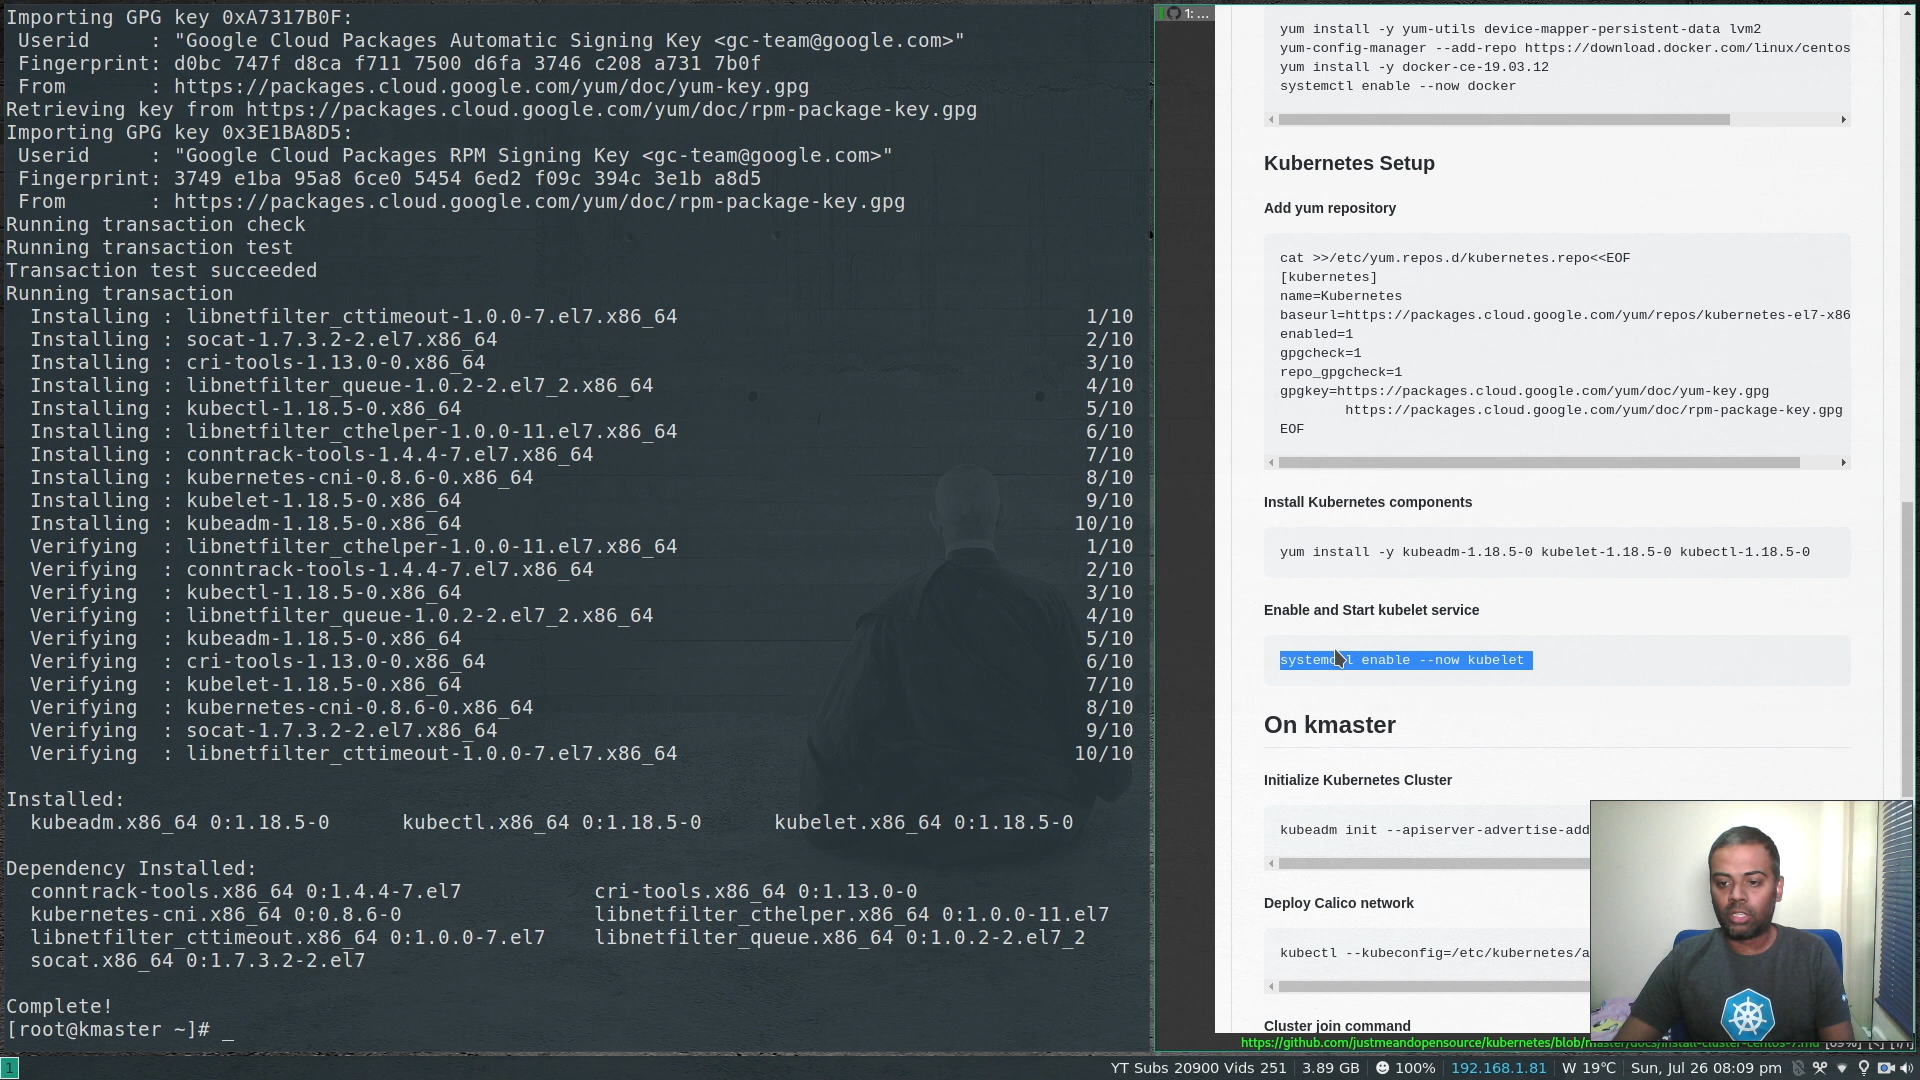 Importing GPG key 0xA7317B0F:
Userid     : "Google Cloud Packages Automatic Signing Key <gc-team@google.com>"
Fingerprint: d0bc 747f d8ca f711 7500 d6fa 3746 c208 a731 7b0f
From       : https://packages.cloud.google.com/yum/doc/yum-key.gpg
Retrieving key from https://packages.cloud.google.com/yum/doc/rpm-package-key.gpg
Importing GPG key 0x3E1BA8D5:
Userid     : "Google Cloud Packages RPM Signing Key <gc-team@google.com>"
Fingerprint: 3749 e1ba 95a8 6ce0 5454 6ed2 f09c 394c 3e1b a8d5
From       : https://packages.cloud.google.com/yum/doc/rpm-package-key.gpg
Running transaction check
Running transaction test
Transaction test succeeded
Running transaction
Installing : libnetfilter_cttimeout-1.0.0-7.el7.x86_64 1/10
Installing : socat-1.7.3.2-2.el7.x86_64 2/10
Installing : cri-tools-1.13.0-0.x86_64 3/10
Installing : libnetfilter_queue-1.0.2-2.el7_2.x86_64 4/10
Installing : kubectl-1.18.5-0.x86_64 5/10
Installing : libnetfilter_cthelper-1.0.0-11.el7.x86_64 6/10
Installing : conntrack-tools-1.4.4-7.el7.x86_64 7/10
Installing : kubernetes-cni-0.8.6-0.x86_64 8/10
Installing : kubelet-1.18.5-0.x86_64 9/10
Installing : kubeadm-1.18.5-0.x86_64 10/10
Verifying  : libnetfilter_cthelper-1.0.0-11.el7.x86_64 1/10
Verifying  : conntrack-tools-1.4.4-7.el7.x86_64 2/10
Verifying  : kubectl-1.18.5-0.x86_64 3/10
Verifying  : libnetfilter_queue-1.0.2-2.el7_2.x86_64 4/10
Verifying  : kubeadm-1.18.5-0.x86_64 5/10
Verifying  : cri-tools-1.13.0-0.x86_64 6/10
Verifying  : kubelet-1.18.5-0.x86_64 7/10
Verifying  : kubernetes-cni-0.8.6-0.x86_64 8/10
Verifying  : socat-1.7.3.2-2.el7.x86_64 9/10
Verifying  : libnetfilter_cttimeout-1.0.0-7.el7.x86_64 10/10
Installed:
kubeadm.x86_64 0:1.18.5-0 kubectl.x86_64 0:1.18.5-0 kubelet.x86_64 0:1.18.5-0
Dependency Installed:
conntrack-tools.x86_64 0:1.4.4-7.el7 cri-tools.x86_64 0:1.13.0-0
kubernetes-cni.x86_64 0:0.8.6-0 libnetfilter_cthelper.x86_64 0:1.0.0-11.el7
libnetfilter_cttimeout.x86_64 0:1.0.0-7.el7 libnetfilter_queue.x86_64 0:1.0.2-2.el7_2
socat.x86_64 0:1.7.3.2-2.el7
Complete!
[root@kmaster ~]# _
1: ...
yum install -y yum-utils device-mapper-persistent-data lvm2
yum-config-manager --add-repo https://download.docker.com/linux/centos
yum install -y docker-ce-19.03.12
systemctl enable --now docker
Kubernetes Setup
Add yum repository
cat >>/etc/yum.repos.d/kubernetes.repo<<EOF
[kubernetes]
name=Kubernetes
baseurl=https://packages.cloud.google.com/yum/repos/kubernetes-el7-x86
enabled=1
gpgcheck=1
repo_gpgcheck=1
gpgkey=https://packages.cloud.google.com/yum/doc/yum-key.gpg
https://packages.cloud.google.com/yum/doc/rpm-package-key.gpg
EOF
Install Kubernetes components
yum install -y kubeadm-1.18.5-0 kubelet-1.18.5-0 kubectl-1.18.5-0
Enable and Start kubelet service
systemctl enable --now kubelet
On kmaster
Initialize Kubernetes Cluster
kubeadm init --apiserver-advertise-add
Deploy Calico network
kubectl --kubeconfig=/etc/kubernetes/a
Cluster join command
https://github.com/justmeandopensource/kubernetes/blob/master/docs/install-cluster-centos-7.md
1
YT Subs 20900 Vids 251 3.89 GB 100% 192.168.1.81 W 19℃ Sun, Jul 26 08:09 pm